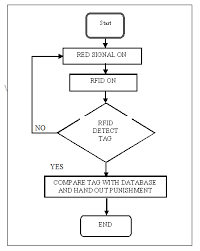 Start
RED SIGNAL ON
RFID ON
RFID
DETECT
TAG
NO
YES
COMPARE TAG WITH DATABASE
AND HAND OUT PUNISHMENT
END